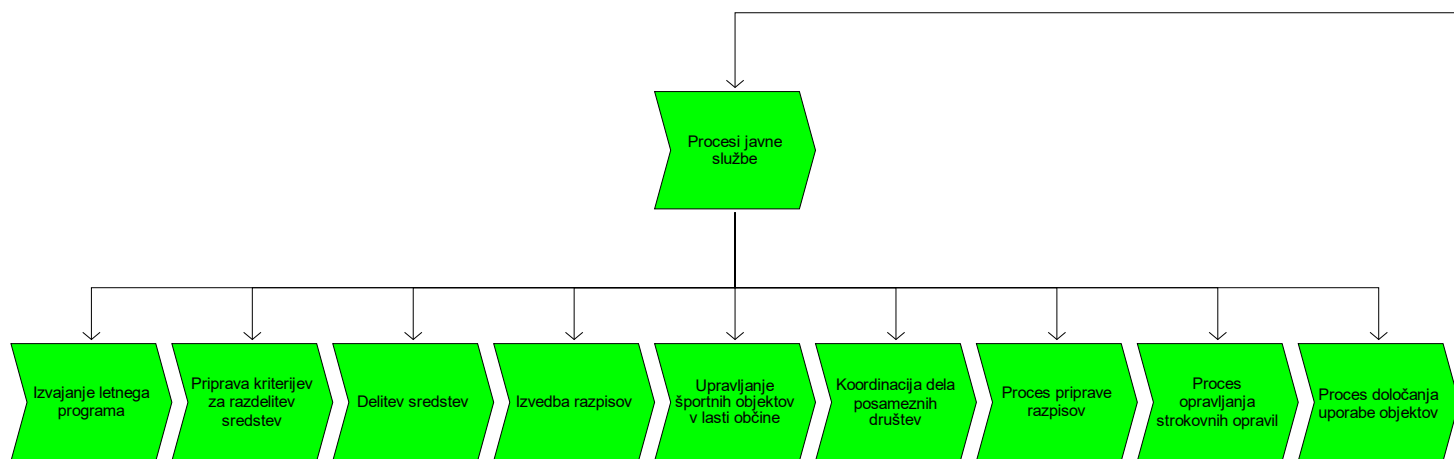 Procesi javne
službe
Izvajanje letnega
programa
Priprava kriterijev
za razdelitev
sredstev
Delitev sredstev
Izvedba razpisov
Upravljanje
športnih objektov
v lasti občine
Koordinacija dela
posameznih
društev
Proces priprave
razpisov
Proces
opravljanja
strokovnih opravil
Proces določanja
uporabe objektov